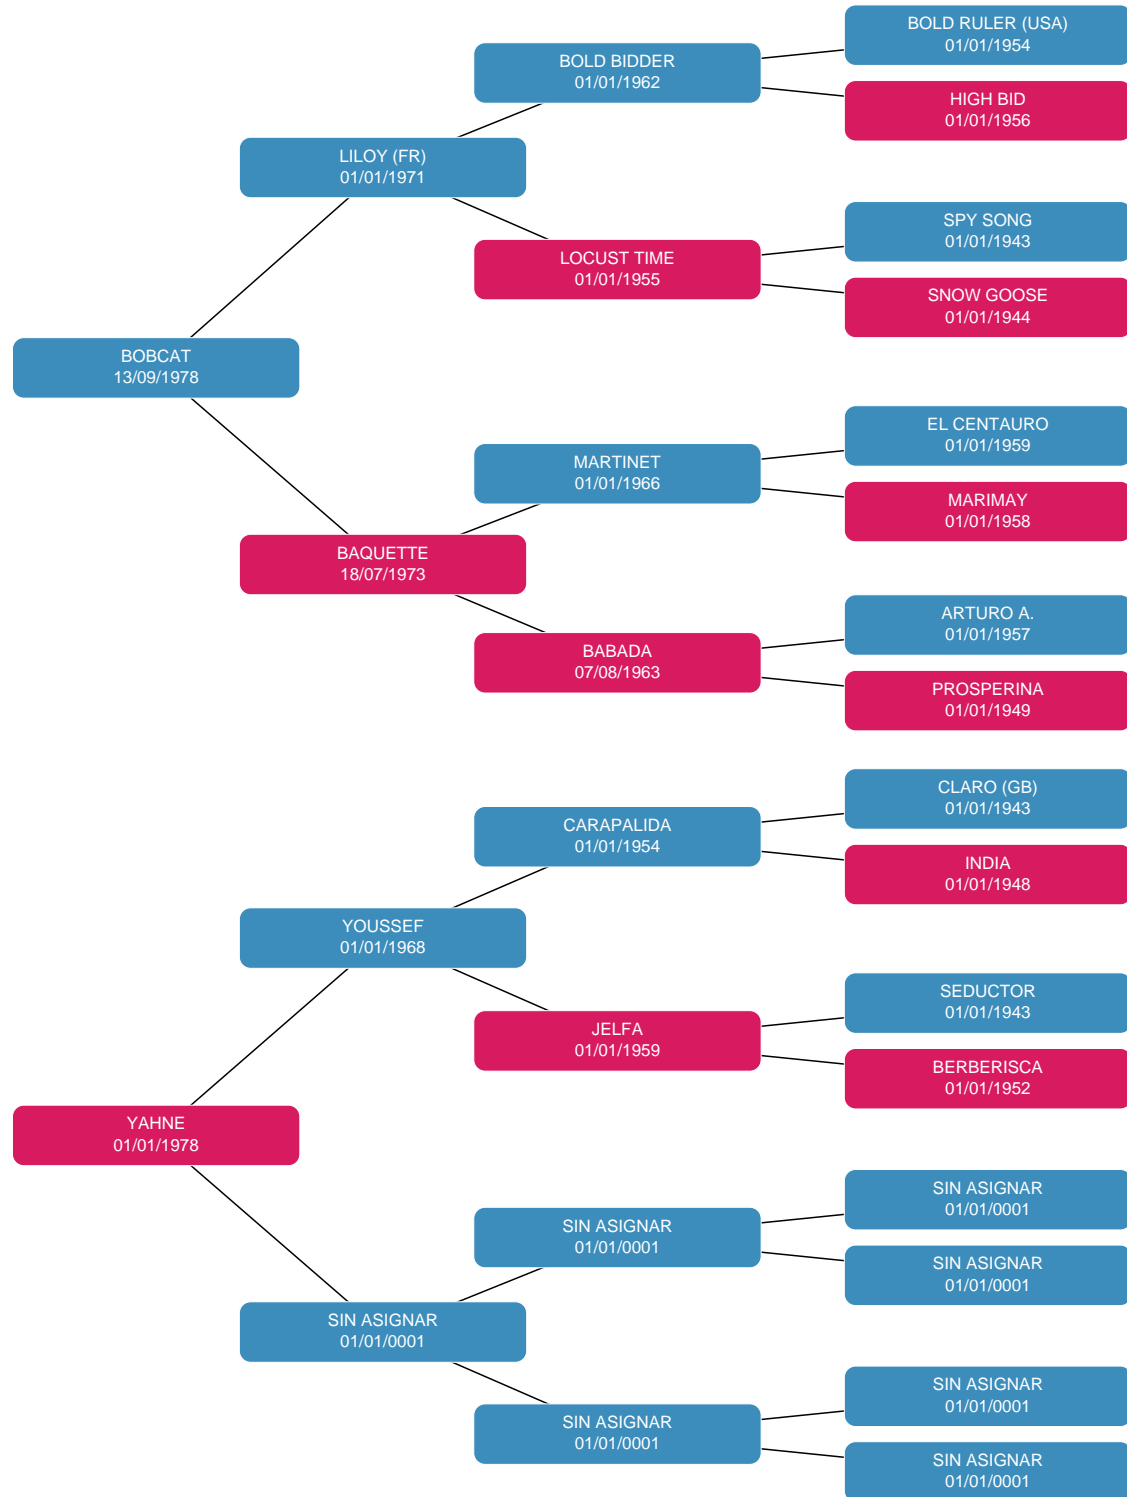 BOLD RULER (USA)
01/01/1954
BOLD BIDDER
01/01/1962
HIGH BID
01/01/1956
LILOY (FR)
01/01/1971
SPY SONG
01/01/1943
LOCUST TIME
01/01/1955
SNOW GOOSE
01/01/1944
BOBCAT
13/09/1978
EL CENTAURO
01/01/1959
MARTINET
01/01/1966
MARIMAY
01/01/1958
BAQUETTE
18/07/1973
ARTURO A.
01/01/1957
BABADA
07/08/1963
PROSPERINA
01/01/1949
CLARO (GB)
01/01/1943
CARAPALIDA
01/01/1954
INDIA
01/01/1948
YOUSSEF
01/01/1968
SEDUCTOR
01/01/1943
JELFA
01/01/1959
BERBERISCA
01/01/1952
YAHNE
01/01/1978
SIN ASIGNAR
01/01/0001
SIN ASIGNAR
01/01/0001
SIN ASIGNAR
01/01/0001
SIN ASIGNAR
01/01/0001
SIN ASIGNAR
01/01/0001
SIN ASIGNAR
01/01/0001
SIN ASIGNAR
01/01/0001